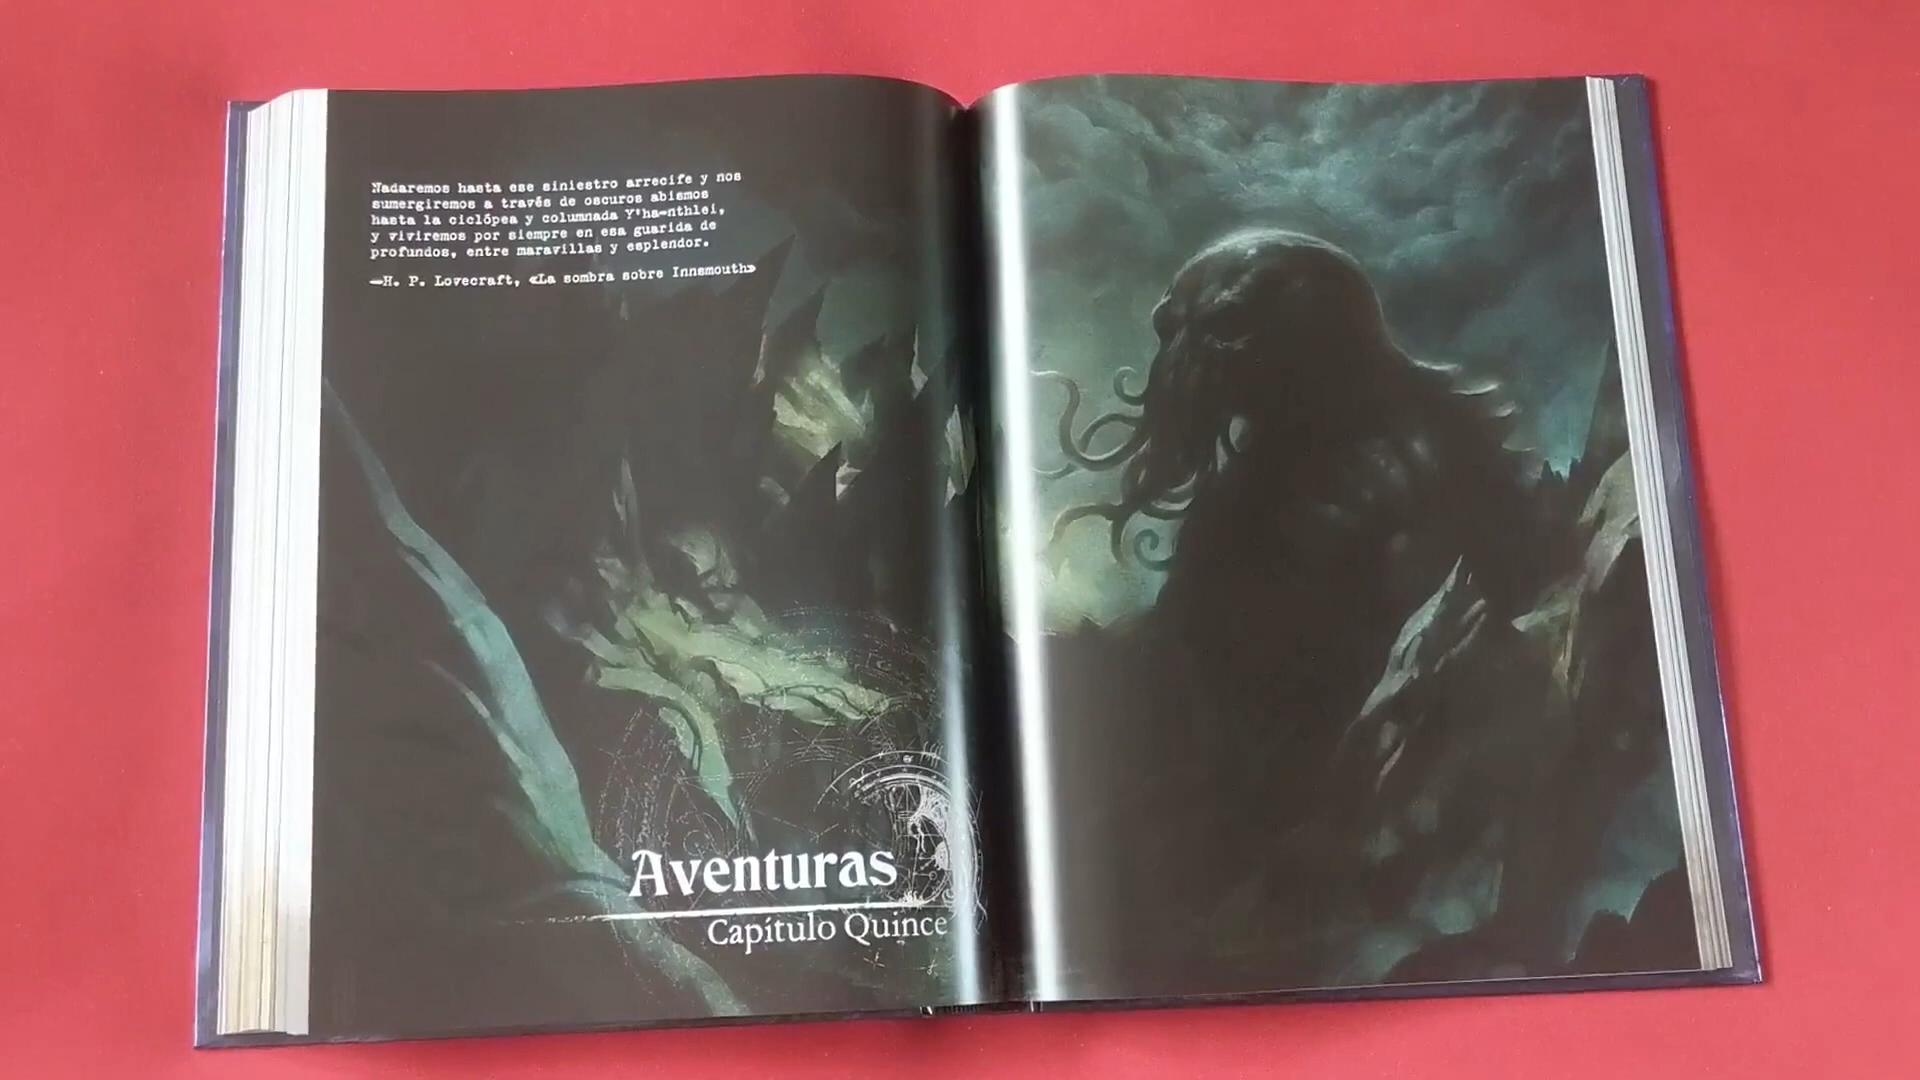 Nadaremos hasta ese siniestro arrecife y nos
sumergiremos a través de oscuros abismos
hasta la ciclópea y columnada Y'ha-nthlei,
y viviremos por siempre en esa guarida de
profundos, entre maravillas y esplendor.
—H. P. Lovecraft, «La sombra sobre Innsmouth»
Aventuras
Capítulo Quince